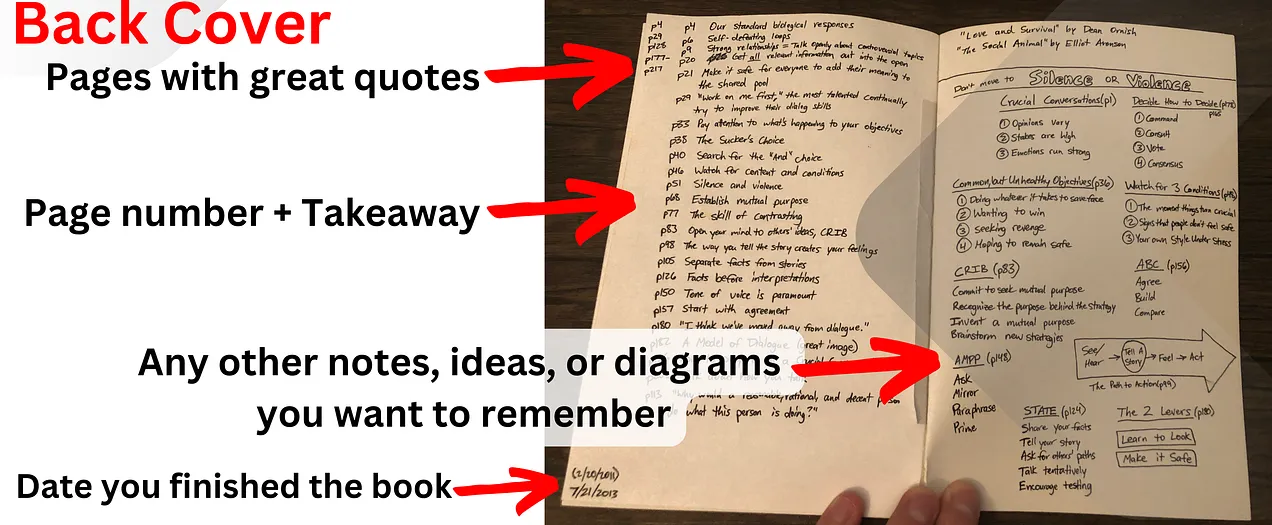 Back Cover
Pages with great quotes
Page number + Takeaway
Any other notes, ideas, or diagrams
you want to remember
Date you finished the book
p4
p29
p128
p177-
p217
p4 Our standard biological responses
p6 Self-defeating loops
p9 Strong relationships = Talk openly about controversial topics
p20 Get all relevant information out into the open
p21 Make it safe for everyone to add their meaning to
the shared pool
p29 "Work on me first," the most talented continually
try to improve their dialog skills
p33 Pay attention to what's happening to your objectives
p38 The Sucker's Choice
p40 Search for the "And" choice
p46 Watch for content and conditions
p51 Silence and violence
p68 Establish mutual purpose
p77 The skill of contrasting
p83 Open your mind to others' ideas, CRIB
p98 The way you tell the story creates your feelings
p105 Separate facts from stories
p126 Facts before interpretations
p150 Tone of voice is paramount
p157 Start with agreement
p180 "I think we've moved away from dialogue."
p182 A Model of Dialogue (great image)
would a reasonable, rational, and decent person
what this person is doing?"
(2/20/2011)
7/21/2013
"Love and Survival" by Dean Ornish
"The Social Animal" by Elliot Aronson
Don't move to Silence or Violence
Crucial Conversations (p1)
① Opinions vary
② Stakes are high
③ Emotions run strong
Decide How to Decide (p178)
p165
① Command
② Consult
③ Vote
④ Consensus
Common, but Unhealthy Objectives (p36)
① Doing whatever it takes to save face
② Wanting to win
③ Seeking revenge
④ Hoping to remain safe
Watch for 3 Conditions
① The moment things turn crucial
② Signs that people don't feel safe
③ Your own Style Under Stress
CRIB (p83)
Commit to seek mutual purpose
Recognize the purpose behind the strategy
Invent a mutual purpose
Brainstorm new strategies
ABC (p156)
Agree
Build
Compare
AMPP (p148)
Ask
Mirror
Paraphrase
Prime
See/
Hear → Tell A Story → Feel → Act
The Path to Action (p99)
STATE (p124)
Share your facts
Tell your story
Ask for others' paths
Talk tentatively
Encourage testing
The 2 Levers (p180)
Learn to Look
Make it Safe